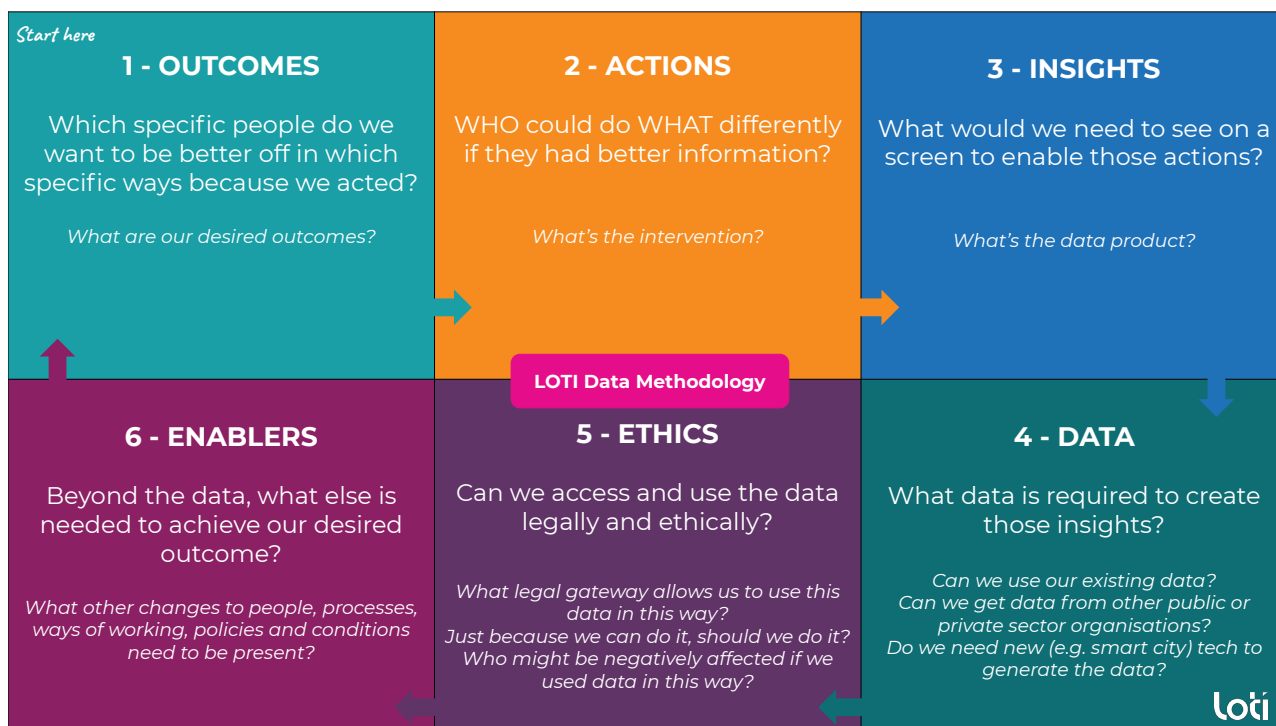 Start here
1 - OUTCOMES
Which specific people do we
want to be better off in which
specific ways because we acted?
What are our desired outcomes?
2 - ACTIONS
WHO could do WHAT differently
if they had better information?
What's the intervention?
3 - INSIGHTS
What would we need to see on a
screen to enable those actions?
What's the data product?
LOTI Data Methodology
6 - ENABLERS
Beyond the data, what else is
needed to achieve our desired
outcome?
What other changes to people, processes,
ways of working, policies and conditions
need to be present?
5 - ETHICS
Can we access and use the data
legally and ethically?
What legal gateway allows us to use this
data in this way?
Just because we can do it, should we do it?
Who might be negatively affected if we
used data in this way?
4 - DATA
What data is required to create
those insights?
Can we use our existing data?
Can we get data from other public or
private sector organisations?
Do we need new (e.g. smart city) tech to
generate the data?
loti